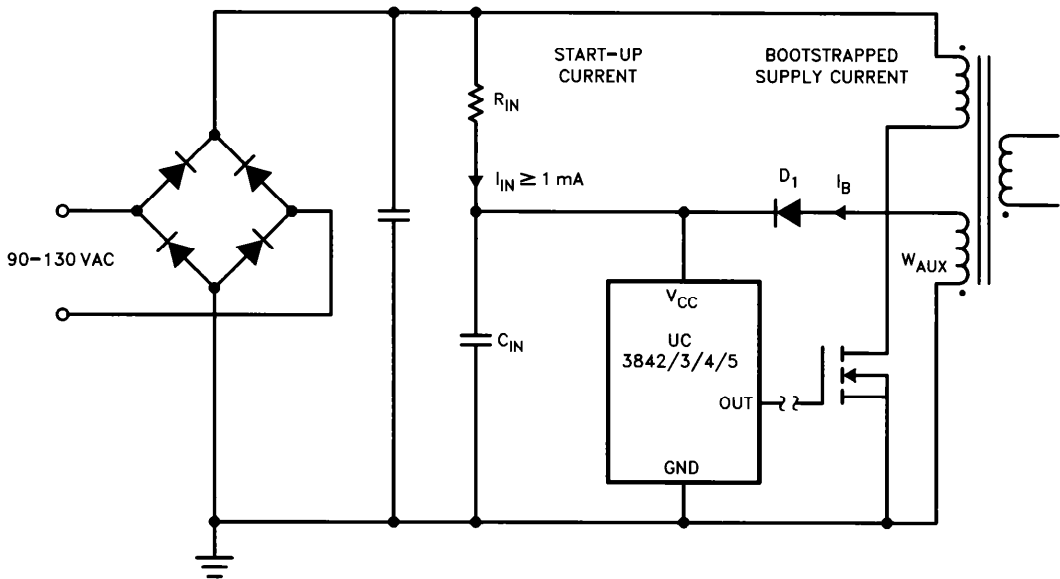 START-UP
CURRENT
BOOTSTRAPPED
SUPPLY CURRENT
R_IN
I_IN ≥ 1 mA
D_1
I_B
90-130 VAC
W_AUX
V_CC
C_IN
UC
3842/3/4/5
OUT
GND